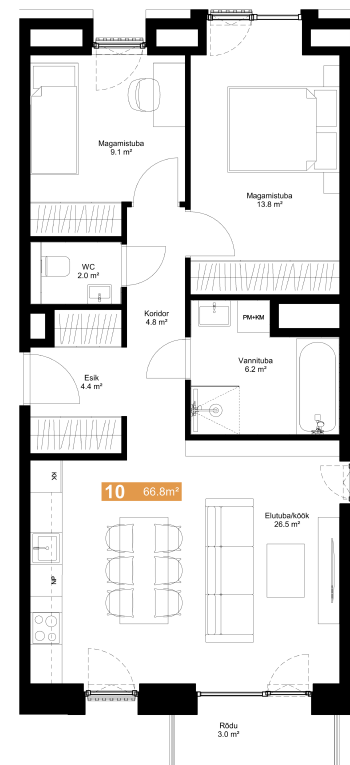 Magamistuba
9.1 m²
Magamistuba
13.8 m²
WC
2.0 m²
Koridor
4.8 m²
PM+KM
Vannituba
6.2 m²
Esik
4.4 m²
10 66.8m²
KK
Elutuba/köök
26.5 m²
NP
Rõdu
3.0 m²